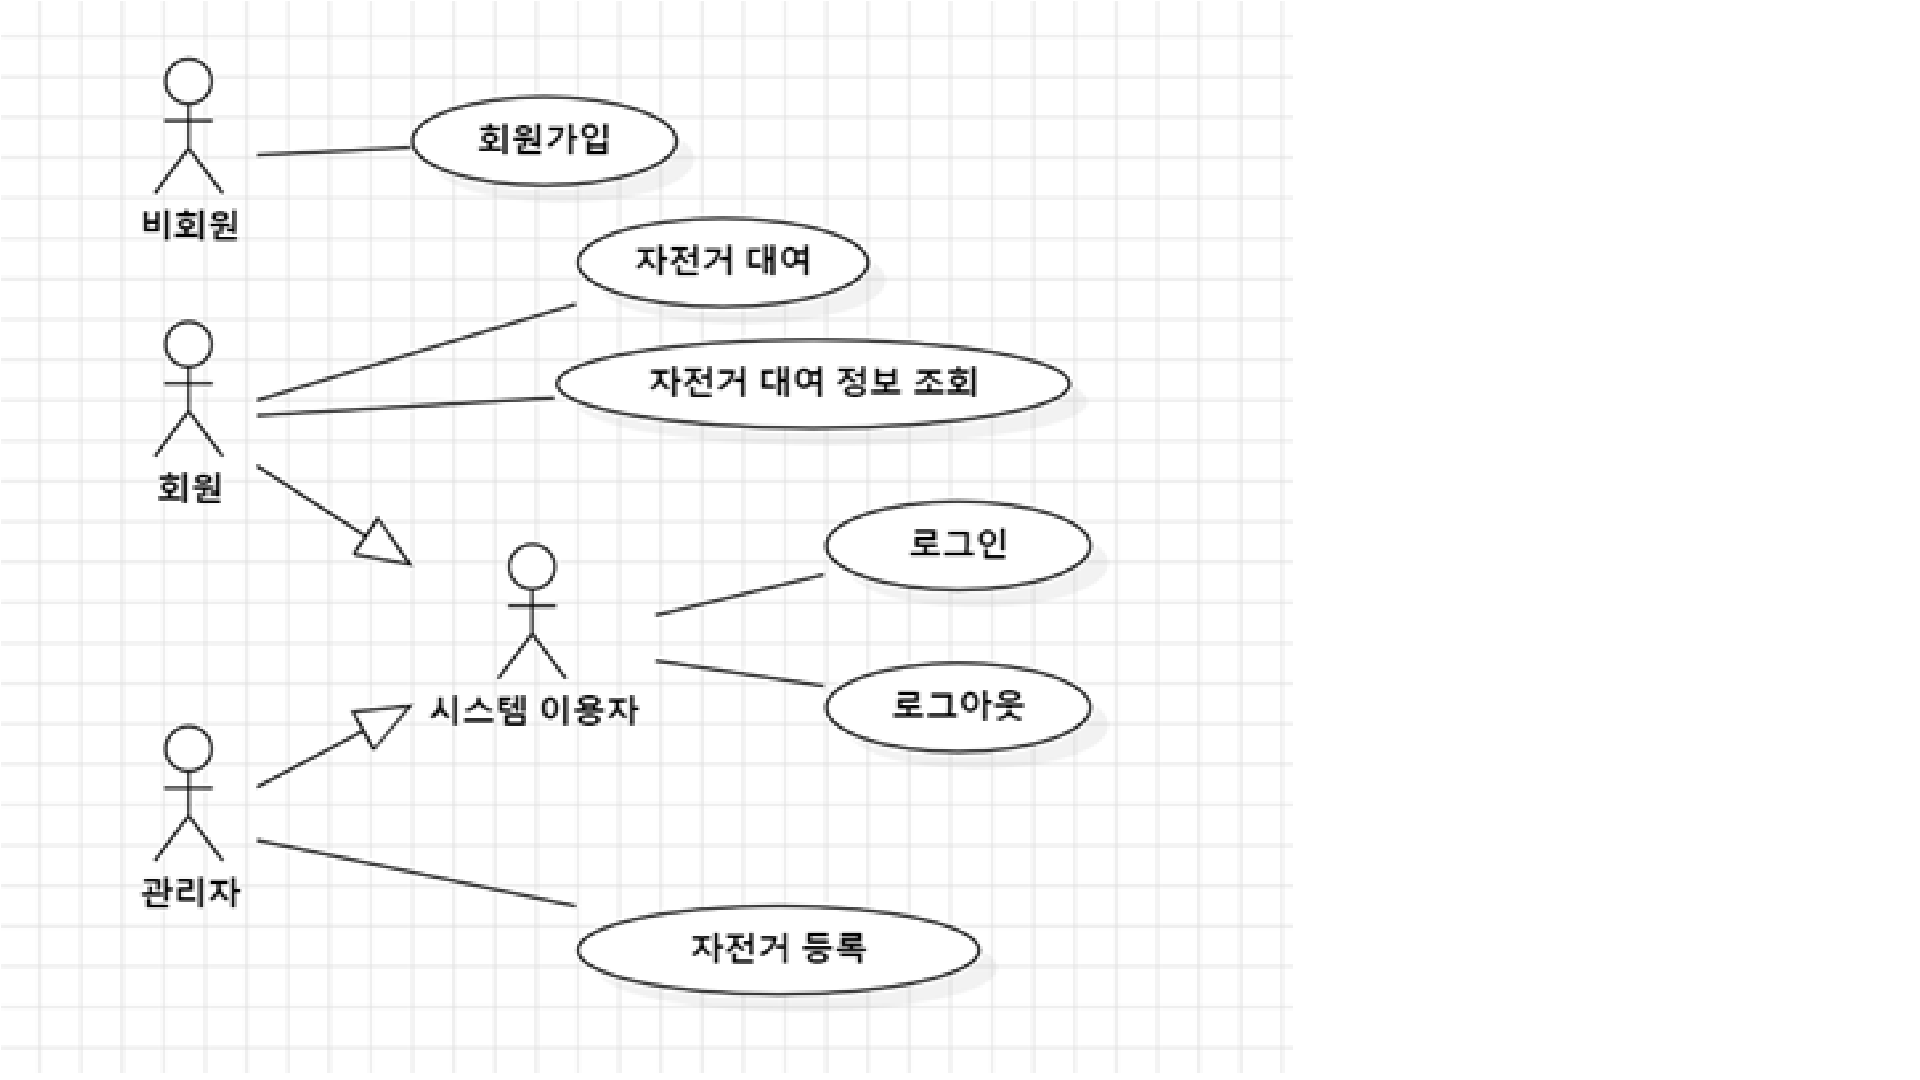 회원가입
비회원
자전거 대여
자전거 대여 정보 조회
회원
로그인
시스템 이용자
로그아웃
관리자
자전거 등록